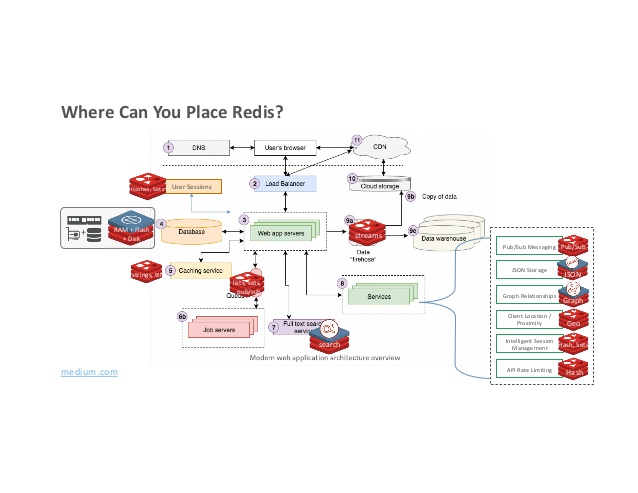 Where Can You Place Redis?
1
DNS
User's browser
11
CDN
2
Load Balancer
10
Cloud storage
Hashes, Sets
User Sessions
9b
Copy of data
RAM + Flash
+ Disk
4
Database
3
Web app servers
9a
streams
Data
"firehose"
9c
Data warehouse
5
Caching service
lists, sets,
pub/sub
8
Services
6b
Job servers
7
Full text search
search
Modern web application architecture overview
Pub/Sub Messaging
Pub/Sub
JSON Storage
JSON
Graph Relationships
Graph
Client Location /
Proximity
Geo
Intelligent Session
Management
Hash, Sets
API Rate Limiting
Hash
medium.com